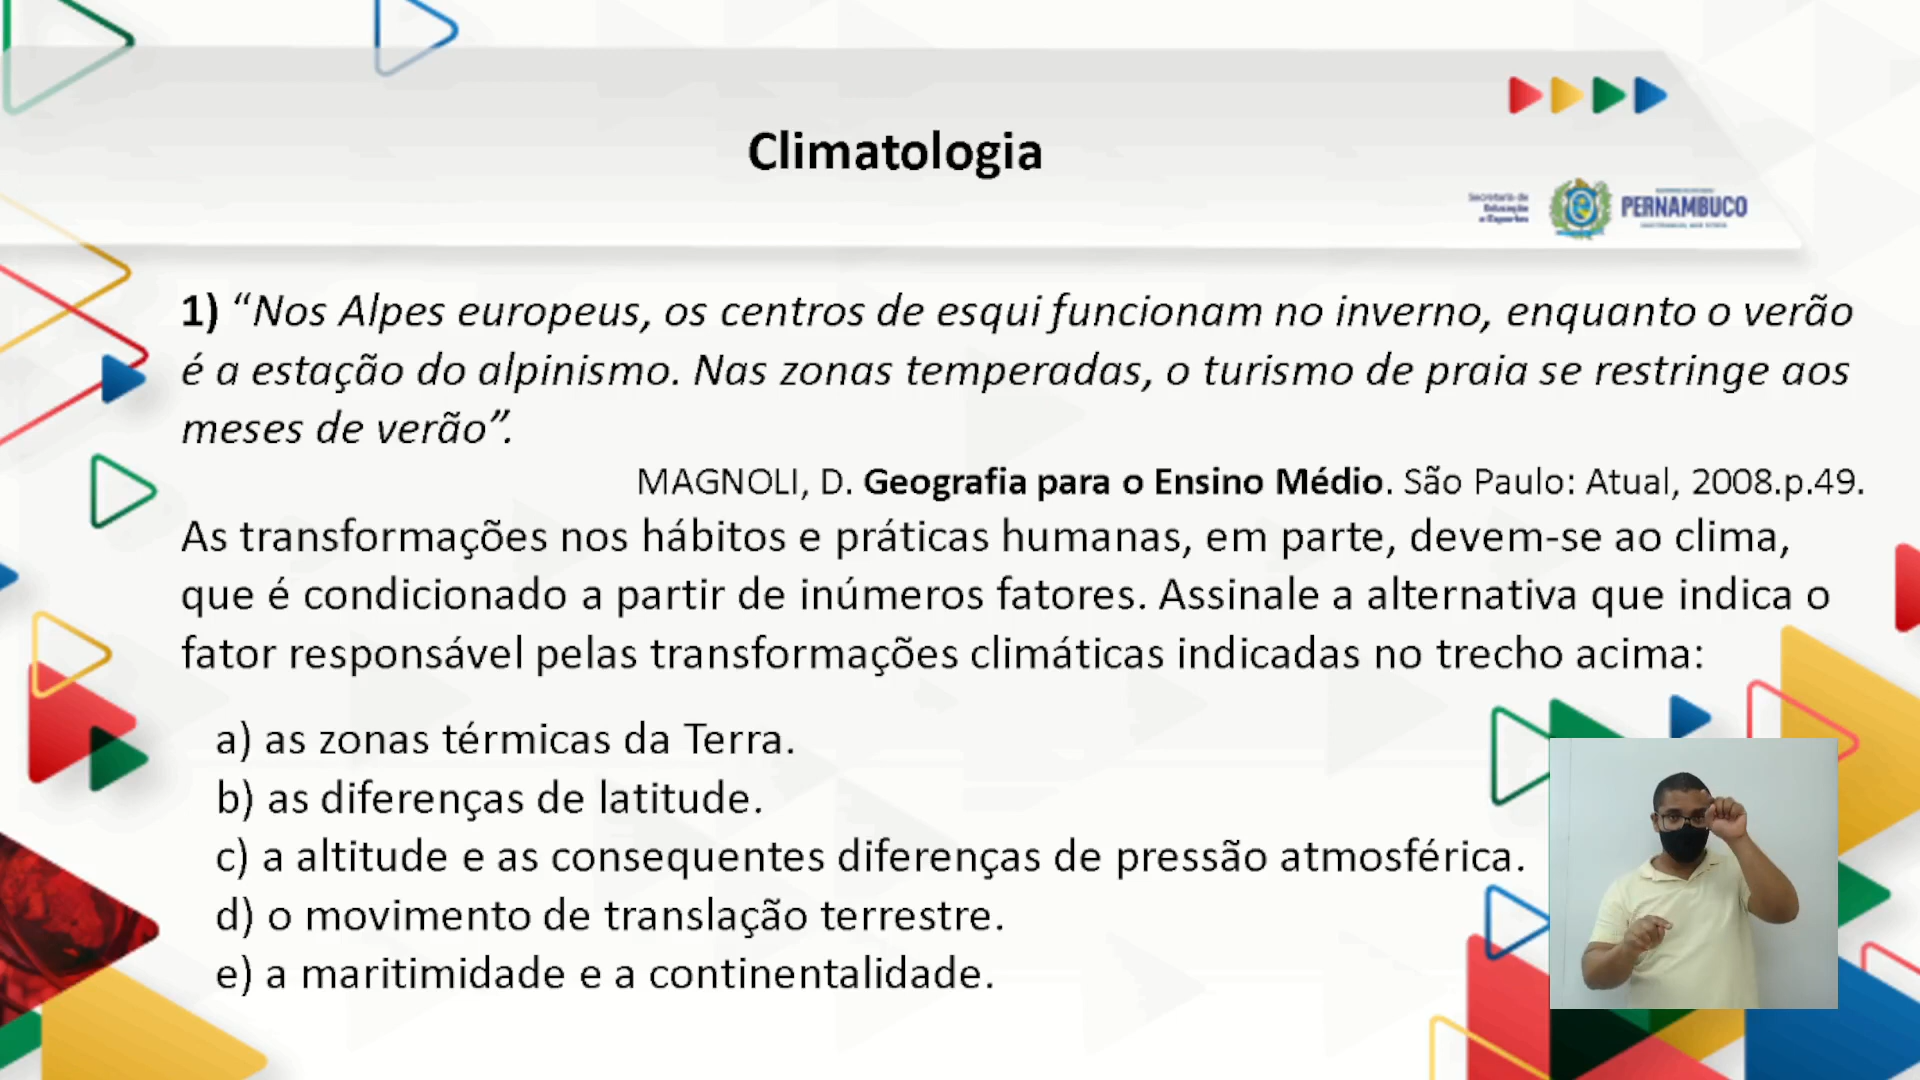 Climatologia
Secretaria de
Educação
e Esportes
PERNAMBUCO
1) “Nos Alpes europeus, os centros de esqui funcionam no inverno, enquanto o verão
é a estação do alpinismo. Nas zonas temperadas, o turismo de praia se restringe aos
meses de verão”.
MAGNOLI, D. Geografia para o Ensino Médio. São Paulo: Atual, 2008.p.49.
As transformações nos hábitos e práticas humanas, em parte, devem-se ao clima,
que é condicionado a partir de inúmeros fatores. Assinale a alternativa que indica o
fator responsável pelas transformações climáticas indicadas no trecho acima:
a) as zonas térmicas da Terra.
b) as diferenças de latitude.
c) a altitude e as consequentes diferenças de pressão atmosférica.
d) o movimento de translação terrestre.
e) a maritimidade e a continentalidade.